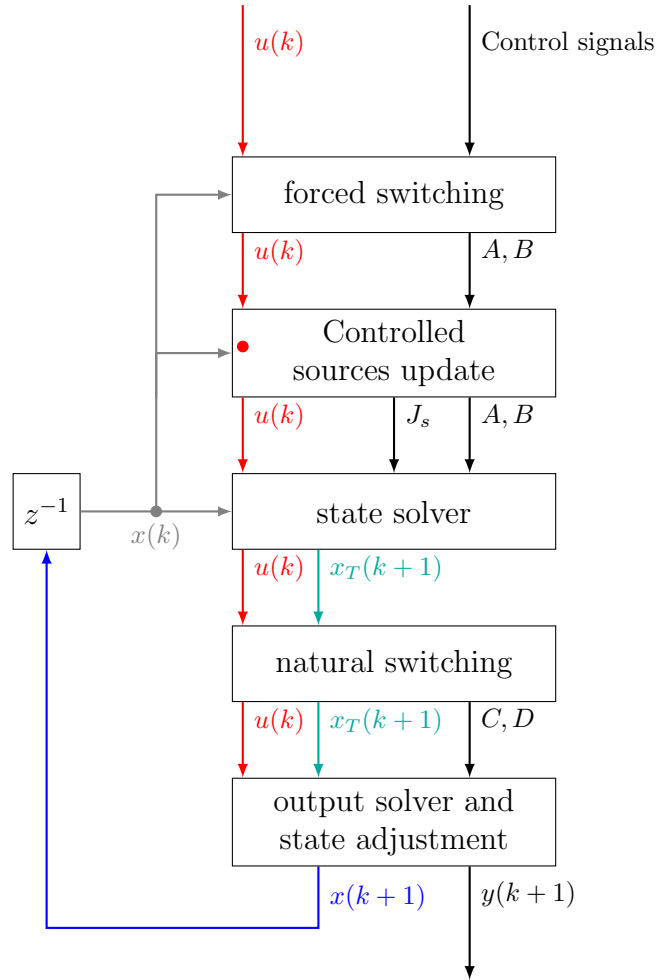 u(k)
Control signals
forced switching
u(k)
A, B
Controlled
sources update
u(k)
J_s
A, B
z^{-1}
x(k)
state solver
u(k)
x_T(k+1)
natural switching
u(k)
x_T(k+1)
C, D
output solver and
state adjustment
x(k+1)
y(k+1)